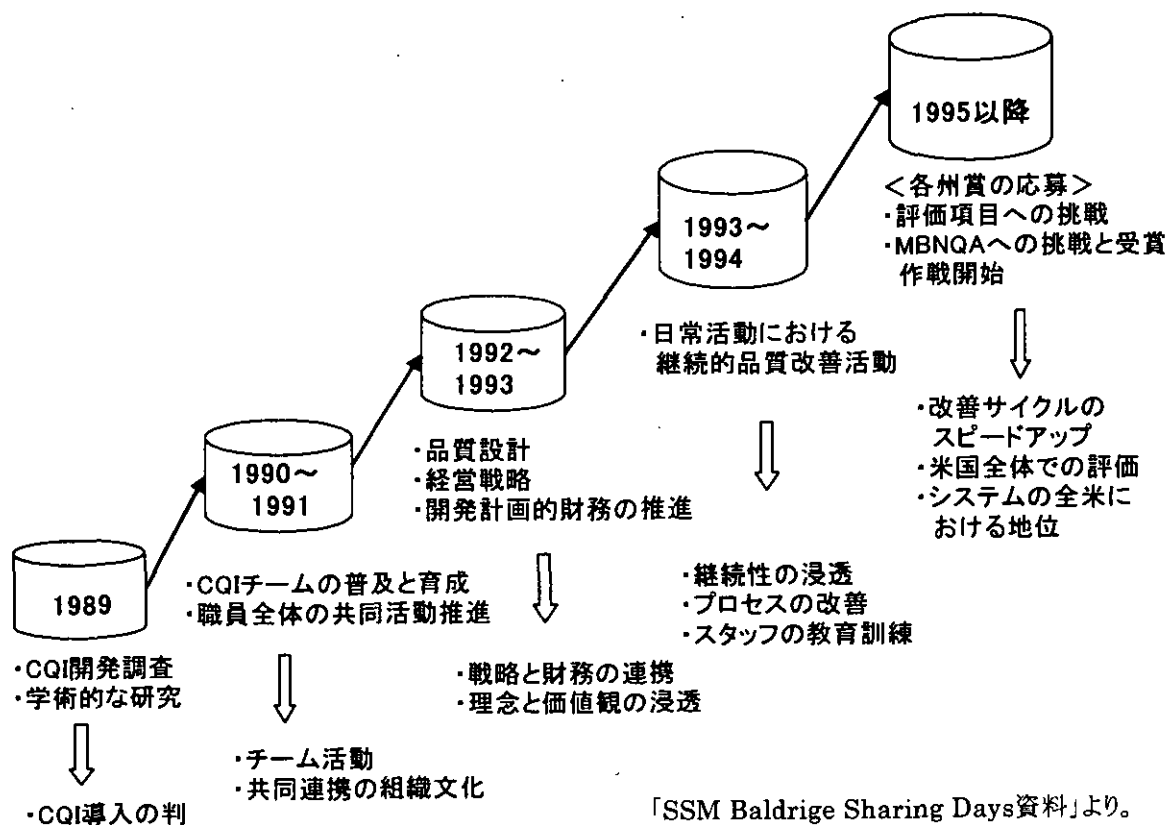 1989
・CQI開発調査
・学術的な研究
・CQI導入の判
1990～
1991
・CQIチームの普及と育成
・職員全体の共同活動推進
・チーム活動
・共同連携の組織文化
1992～
1993
・品質設計
・経営戦略
・開発計画的財務の推進
・戦略と財務の連携
・理念と価値観の浸透
1993～
1994
・日常活動における
継続的品質改善活動
・継続性の浸透
・プロセスの改善
・スタッフの教育訓練
1995以降
＜各州賞の応募＞
・評価項目への挑戦
・MBNQAへの挑戦と受賞
作戦開始
・改善サイクルの
スピードアップ
・米国全体での評価
・システムの全米に
おける地位
「SSM Baldrige Sharing Days資料」より。